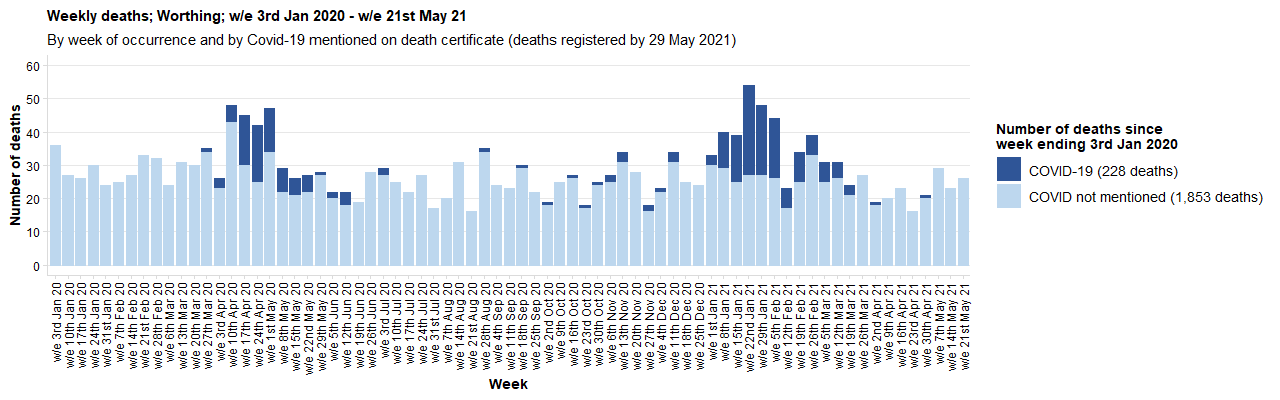 Weekly deaths; Worthing; w/e 3rd Jan 2020 - w/e 21st May 21
By week of occurrence and by Covid-19 mentioned on death certificate (deaths registered by 29 May 2021)
Number of deaths
60
50
40
30
20
10
0
w/e 3rd Jan 20
w/e 10th Jan 20
w/e 17th Jan 20
w/e 24th Jan 20
w/e 31st Jan 20
w/e 7th Feb 20
w/e 14th Feb 20
w/e 21st Feb 20
w/e 28th Feb 20
w/e 6th Mar 20
w/e 13th Mar 20
w/e 20th Mar 20
w/e 27th Mar 20
w/e 3rd Apr 20
w/e 10th Apr 20
w/e 17th Apr 20
w/e 24th Apr 20
w/e 1st May 20
w/e 8th May 20
w/e 15th May 20
w/e 22nd May 20
w/e 29th May 20
w/e 5th Jun 20
w/e 12th Jun 20
w/e 19th Jun 20
w/e 26th Jun 20
w/e 3rd Jul 20
w/e 10th Jul 20
w/e 17th Jul 20
w/e 24th Jul 20
w/e 31st Jul 20
w/e 7th Aug 20
w/e 14th Aug 20
w/e 21st Aug 20
w/e 28th Aug 20
w/e 4th Sep 20
w/e 11th Sep 20
w/e 18th Sep 20
w/e 25th Sep 20
w/e 2nd Oct 20
w/e 9th Oct 20
w/e 16th Oct 20
w/e 23rd Oct 20
w/e 30th Oct 20
w/e 6th Nov 20
w/e 13th Nov 20
w/e 20th Nov 20
w/e 27th Nov 20
w/e 4th Dec 20
w/e 11th Dec 20
w/e 18th Dec 20
w/e 25th Dec 20
w/e 1st Jan 21
w/e 8th Jan 21
w/e 15th Jan 21
w/e 22nd Jan 21
w/e 29th Jan 21
w/e 5th Feb 21
w/e 12th Feb 21
w/e 19th Feb 21
w/e 26th Feb 21
w/e 5th Mar 21
w/e 12th Mar 21
w/e 19th Mar 21
w/e 26th Mar 21
w/e 2nd Apr 21
w/e 9th Apr 21
w/e 16th Apr 21
w/e 23rd Apr 21
w/e 30th Apr 21
w/e 7th May 21
w/e 14th May 21
w/e 21st May 21
Week
Number of deaths since
week ending 3rd Jan 2020
COVID-19 (228 deaths)
COVID not mentioned (1,853 deaths)